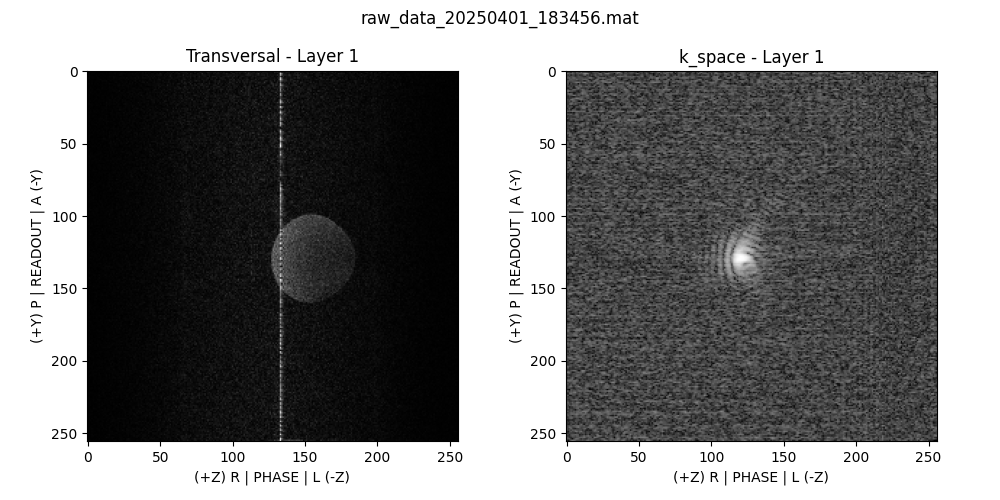 raw_data_20250401_183456.mat
Transversal - Layer 1
0
50
100
150
200
250
(+Y) P | READOUT | A (-Y)
0 50 100 150 200 250
(+Z) R | PHASE | L (-Z)
k_space - Layer 1
0
50
100
150
200
250
(+Y) P | READOUT | A (-Y)
0 50 100 150 200 250
(+Z) R | PHASE | L (-Z)